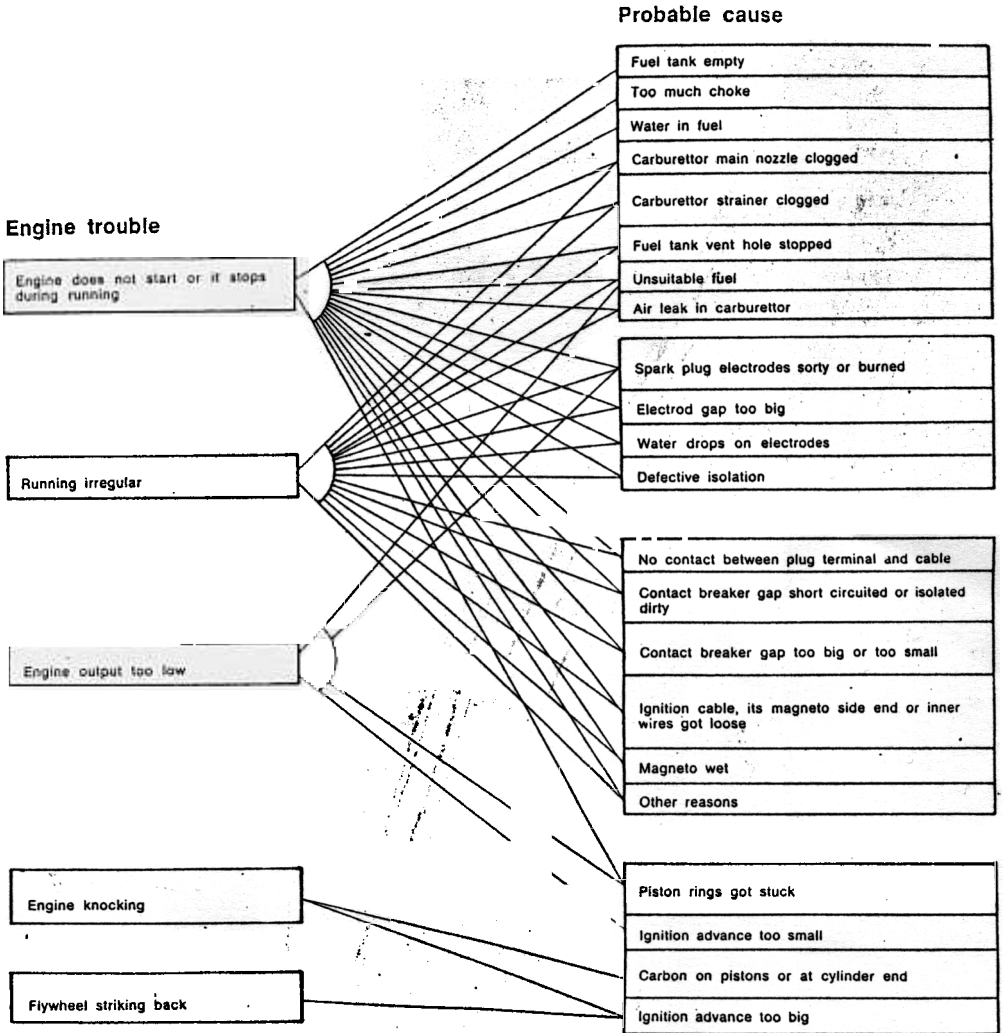 Probable cause
Fuel tank empty
Too much choke
Water in fuel
Carburettor main nozzle clogged
Carburettor strainer clogged
Fuel tank vent hole stopped
Unsuitable fuel
Air leak in carburettor
Spark plug electrodes sorty or burned
Electrod gap too big
Water drops on electrodes
Defective isolation
No contact between plug terminal and cable
Contact breaker gap short circuited or isolated
dirty
Contact breaker gap too big or too small
Ignition cable, its magneto side end or inner
wires got loose
Magneto wet
Other reasons
Piston rings got stuck
Ignition advance too small
Carbon on pistons or at cylinder end
Ignition advance too big
Engine trouble
Engine does not start or it stops
during running
Running irregular
Engine output too low
Engine knocking
Flywheel striking back